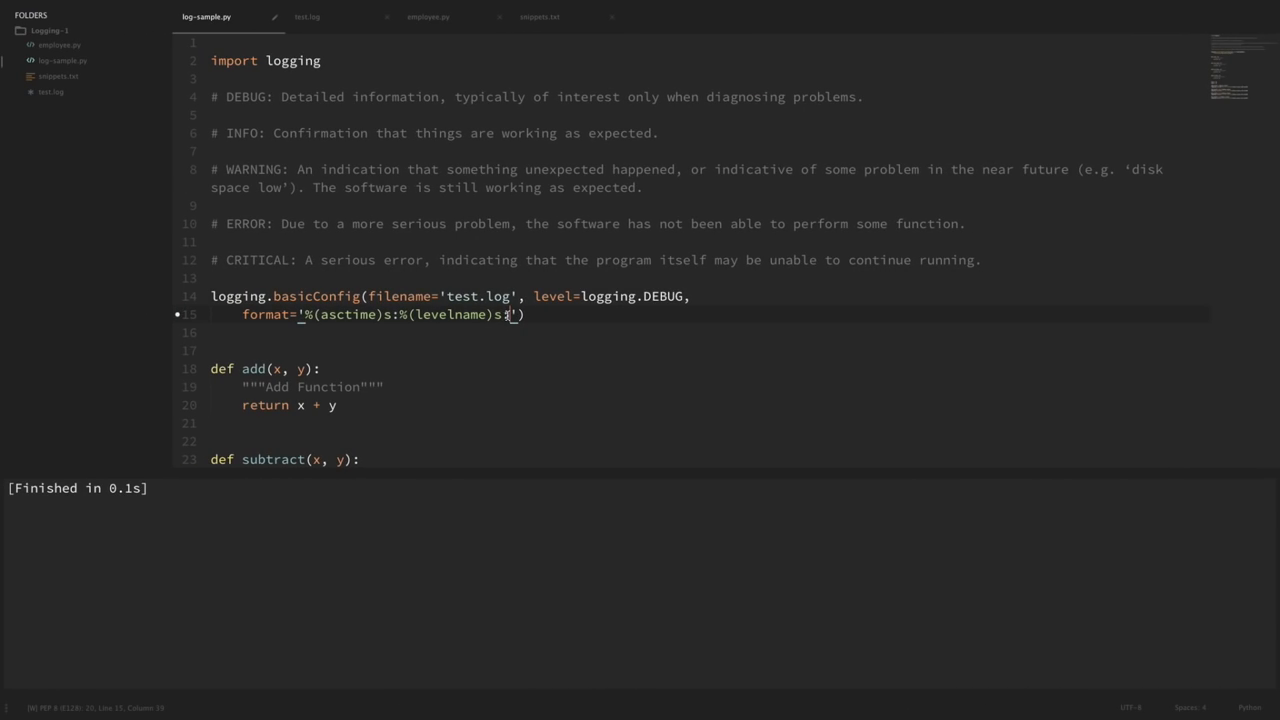 FOLDERS
Logging-1
employee.py
log-sample.py
snippets.txt
test.log
log-sample.py test.log employee.py snippets.txt
1
2 import logging
3
4 # DEBUG: Detailed information, typically of interest only when diagnosing problems.
5
6 # INFO: Confirmation that things are working as expected.
7
8 # WARNING: An indication that something unexpected happened, or indicative of some problem in the near future (e.g. ‘disk
space low’). The software is still working as expected.
9
10 # ERROR: Due to a more serious problem, the software has not been able to perform some function.
11
12 # CRITICAL: A serious error, indicating that the program itself may be unable to continue running.
13
14 logging.basicConfig(filename='test.log', level=logging.DEBUG,
15 format='%(asctime)s:%(levelname)s:')
16
17
18 def add(x, y):
19 """Add Function"""
20 return x + y
21
22
23 def subtract(x, y):
[Finished in 0.1s]
[W] PEP 8 (E128): 20, Line 15, Column 39 UTF-8 Spaces: 4 Python